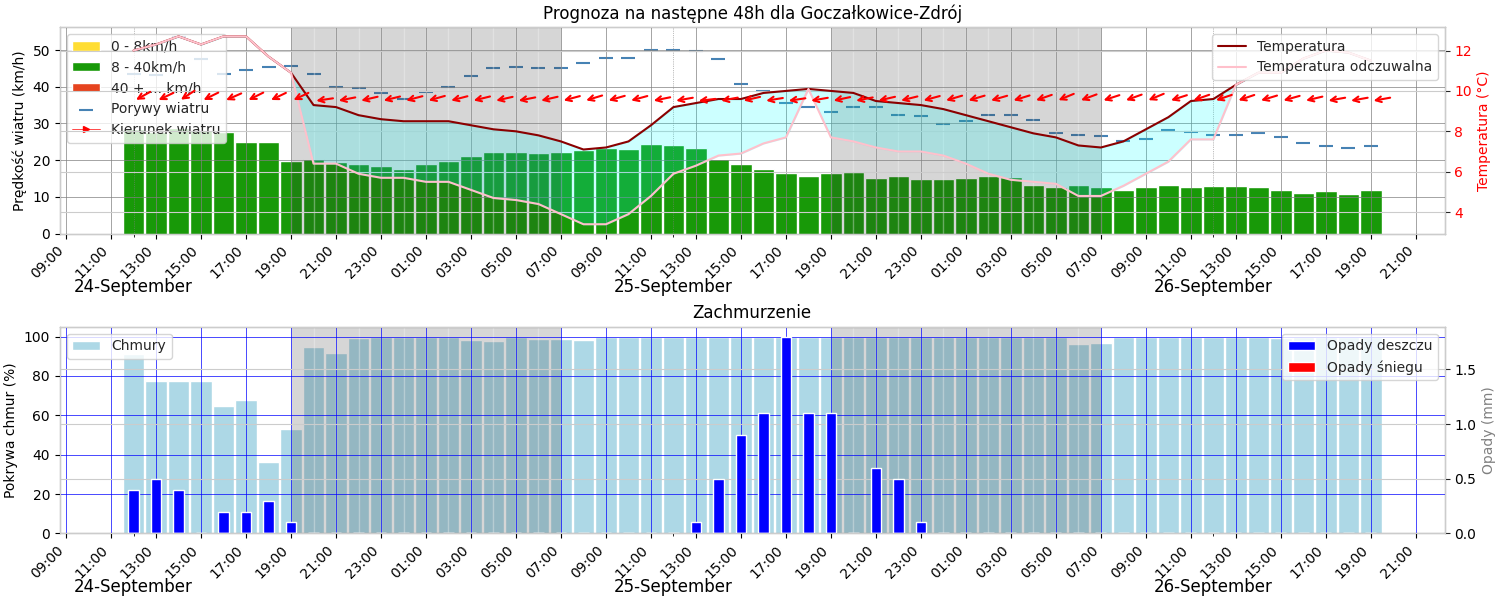 Prognoza na następne 48h dla Goczałkowice-Zdrój
Prędkość wiatru (km/h)
50
40
30
20
10
0
0 - 8km/h
8 - 40km/h
40 + ... km/h
Porywy wiatru
Kierunek wiatru
Temperatura
Temperatura odczuwalna
12
10
8
6
4
Temperatura (°C)
09:00 11:00 13:00 15:00 17:00 19:00 21:00 23:00 01:00 03:00 05:00 07:00 09:00 11:00 13:00 15:00 17:00 19:00 21:00 23:00 01:00 03:00 05:00 07:00 09:00 11:00 13:00 15:00 17:00 19:00 21:00
24-September 25-September 26-September
Zachmurzenie
Pokrywa chmur (%)
100
80
60
40
20
0
Chmury
Opady deszczu
Opady śniegu
1.5
1.0
0.5
0.0
Opady (mm)
09:00 11:00 13:00 15:00 17:00 19:00 21:00 23:00 01:00 03:00 05:00 07:00 09:00 11:00 13:00 15:00 17:00 19:00 21:00 23:00 01:00 03:00 05:00 07:00 09:00 11:00 13:00 15:00 17:00 19:00 21:00
24-September 25-September 26-September